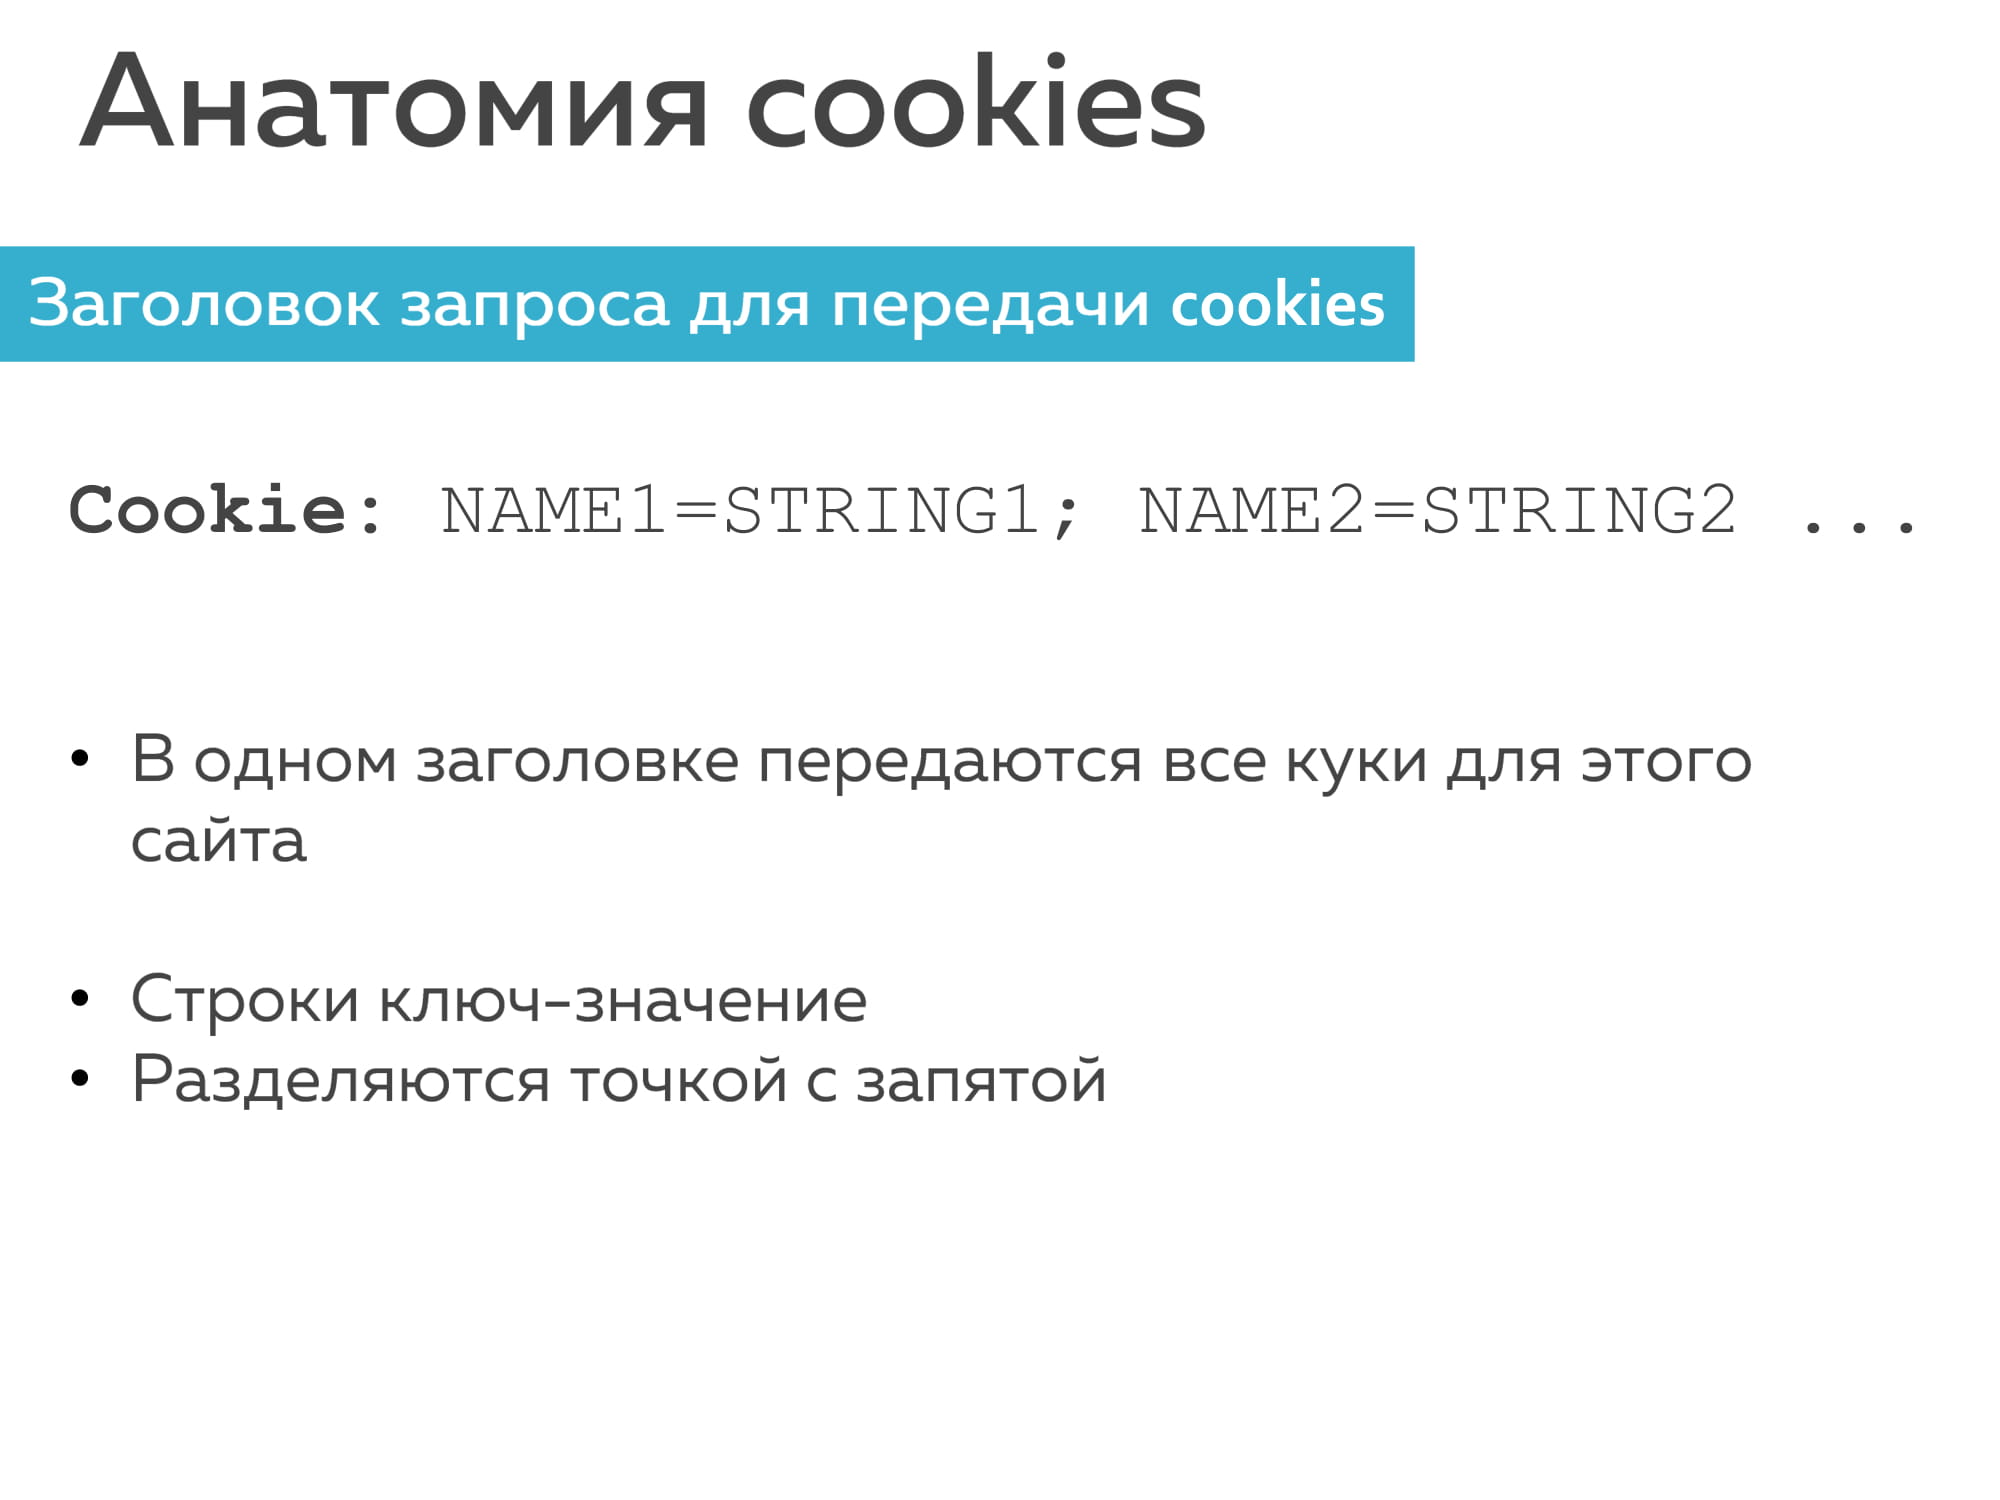 Анатомия cookies
Заголовок запроса для передачи cookies
Cookie: NAME1=STRING1; NAME2=STRING2 ...
• В одном заголовке передаются все куки для этого
сайта
• Строки ключ-значение
• Разделяются точкой с запятой